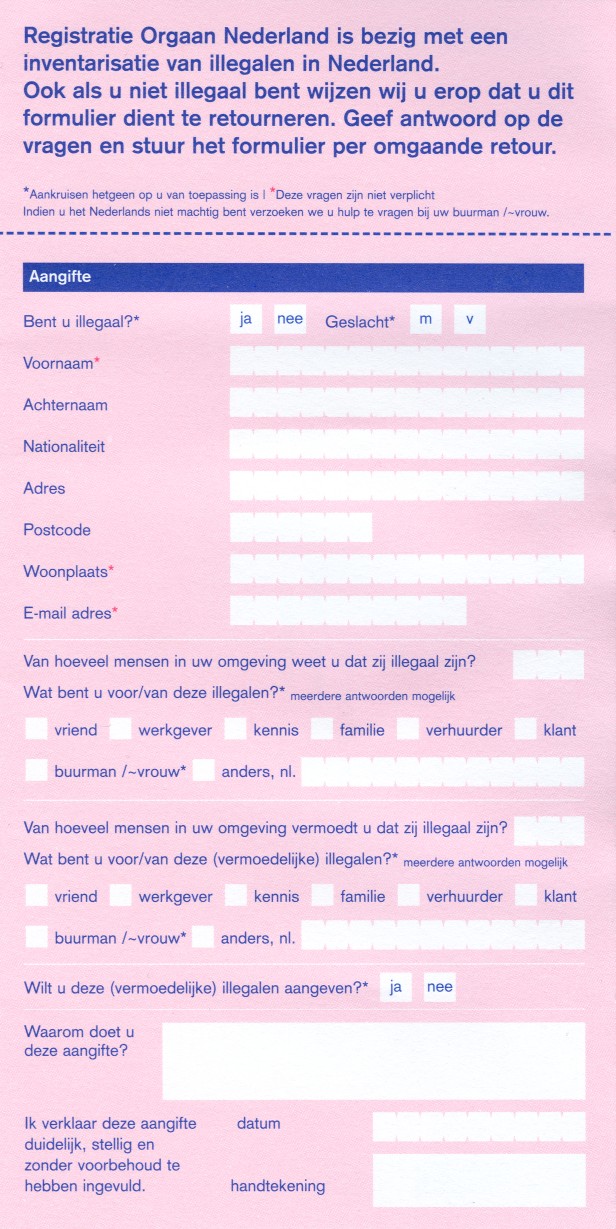 Registratie Orgaan Nederland is bezig met een
inventarisatie van illegalen in Nederland.
Ook als u niet illegaal bent wijzen wij u erop dat u dit
formulier dient te retourneren. Geef antwoord op de
vragen en stuur het formulier per omgaande retour.
*Aankruisen hetgeen op u van toepassing is I *Deze vragen zijn niet verplicht
Indien u het Nederlands niet machtig bent verzoeken we u hulp te vragen bij uw buurman /~vrouw.
Aangifte
Bent u illegaal?* ja nee Geslacht* m v
Voornaam*
Achternaam
Nationaliteit
Adres
Postcode
Woonplaats*
E-mail adres*
Van hoeveel mensen in uw omgeving weet u dat zij illegaal zijn?
Wat bent u voor/van deze illegalen?* meerdere antwoorden mogelijk
vriend werkgever kennis familie verhuurder klant
buurman /~vrouw* anders, nl.
Van hoeveel mensen in uw omgeving vermoedt u dat zij illegaal zijn?
Wat bent u voor/van deze (vermoedelijke) illegalen?* meerdere antwoorden mogelijk
vriend werkgever kennis familie verhuurder klant
buurman /~vrouw* anders, nl.
Wilt u deze (vermoedelijke) illegalen aangeven?* ja nee
Waarom doet u
deze aangifte?
Ik verklaar deze aangifte datum
duidelijk, stellig en
zonder voorbehoud te
hebben ingevuld. handtekening